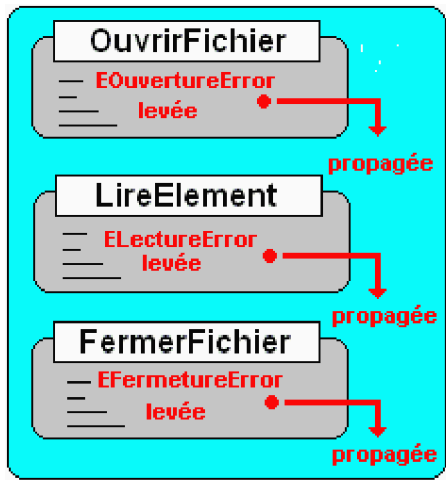 OuvrirFichier
EOuvertureError
levée
propagée
LireElement
ELectureError
levée
propagée
FermerFichier
EFermetureError
levée
propagée